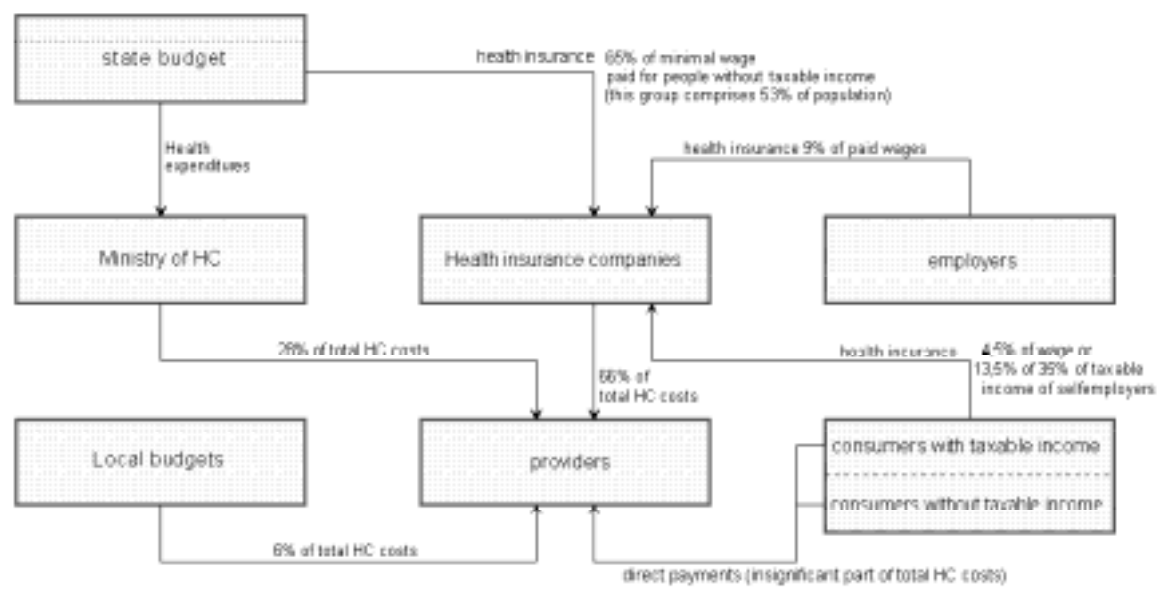 state budget
health insurance
65% of minimal wage
paid for people without taxable income
(this group comprises 53% of population)
Health
expenditures
health insurance 9% of paid wages
Ministry of HC
Health insurance companies
employers
28% of total HC costs
health incurance
4,5% of wage or
13,5% of 35% of taxable
income of selfemployers
66% of
total HC costs
Local budgets
providers
consumers with taxable income
consumers without taxable income
6% of total HC costs
direct payments (insignificant part of total HC costs)